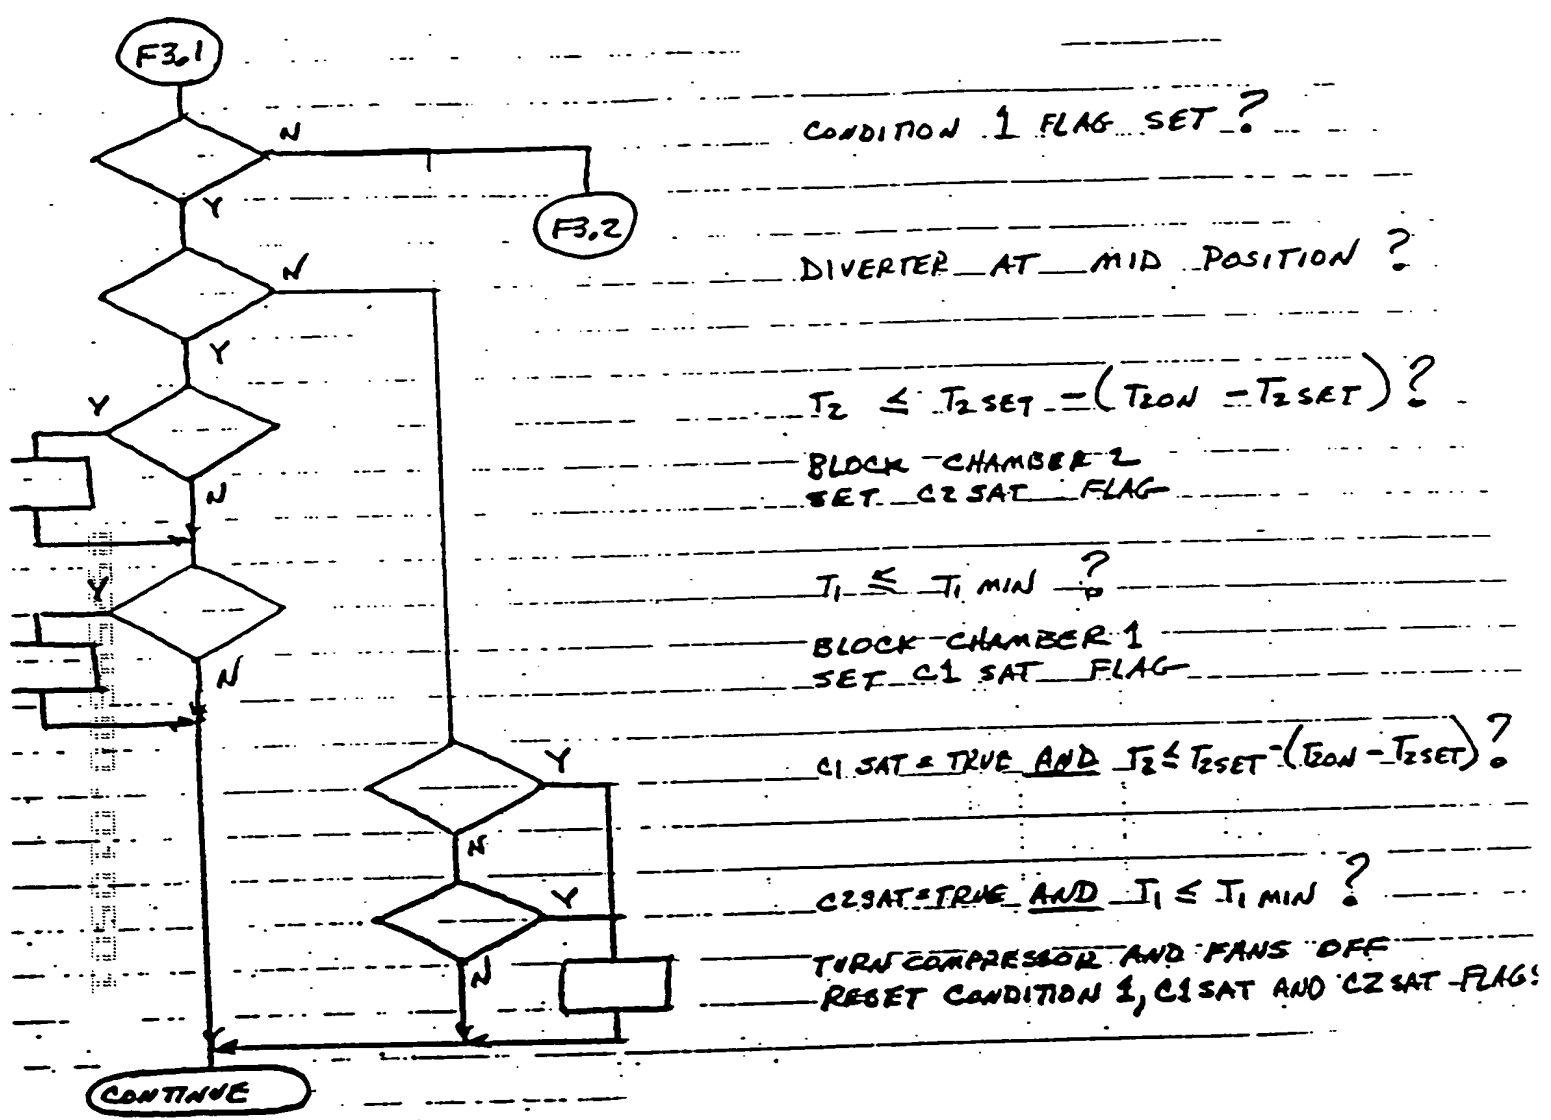 F3.1
N
CONDITION 1 FLAG SET ?
Y
F3.2
N
DIVERTER AT MID POSITION ?
Y
Y
T2 ≤ T2SET - (T2ON - T2SET) ?
BLOCK CHAMBER 2
SET C2SAT FLAG
N
Y
T1 ≤ T1 MIN ?
BLOCK CHAMBER 1
SET C1 SAT FLAG
N
Y
C1 SAT = TRUE AND T2 ≤ T2SET - (T2ON - T2SET) ?
N
Y
C2SAT = TRUE AND T1 ≤ T1 MIN ?
N
TURN COMPRESSOR AND FANS OFF
RESET CONDITION 1, C1SAT AND C2SAT FLAGS
CONTINUE